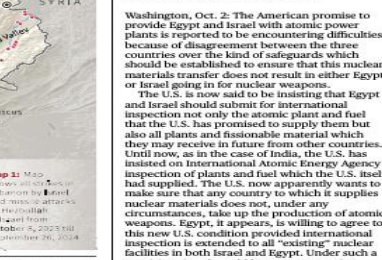 SYRIA
Valley
scus
Washington, Oct. 2: The American promise to
provide Egypt and Israel with atomic power
plants is reported to be encountering difficulties
because of disagreement between the three
countries over the kind of safeguards which
should be established to ensure that this nuclear
materials transfer does not result in either Egypt
or Israel going in for nuclear weapons.
The U.S. is now said to be insisting that Egypt
and Israel should submit for international
inspection not only the atomic plant and fuel
that the U.S. has promised to supply them but
also all plants and fissionable material which
they may receive in future from other countries.
Until now, as in the case of India, the U.S. has
insisted on International Atomic Energy Agency
inspection of plants and fuel which the U.S. itself
had supplied. The U.S. now apparently wants to
make sure that any country to which it supplies
nuclear materials does not, under any
circumstances, take up the production of atomic
weapons. Egypt, it appears, is willing to agree to
this new U.S. condition provided international
inspection is extended to all "existing" nuclear
facilities in both Israel and Egypt. Under such a
p 1: Map
ows all strikes in
banon by Israel
nd missile attacks
Hezbollah
Israel from
tober 8, 2023 till
ptember 26, 2024